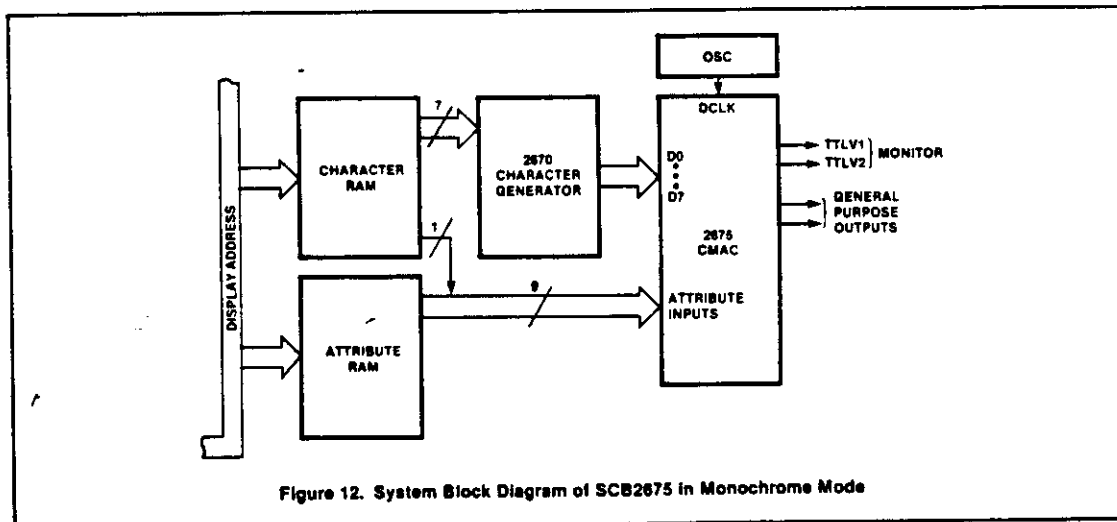 OSC
DCLK
DISPLAY ADDRESS
CHARACTER
RAM
7
2670
CHARACTER
GENERATOR
D0
D7
2675
CMAC
TTLV1
TTLV2
MONITOR
GENERAL
PURPOSE
OUTPUTS
1
9
ATTRIBUTE
INPUTS
ATTRIBUTE
RAM
Figure 12. System Block Diagram of SCB2675 in Monochrome Mode